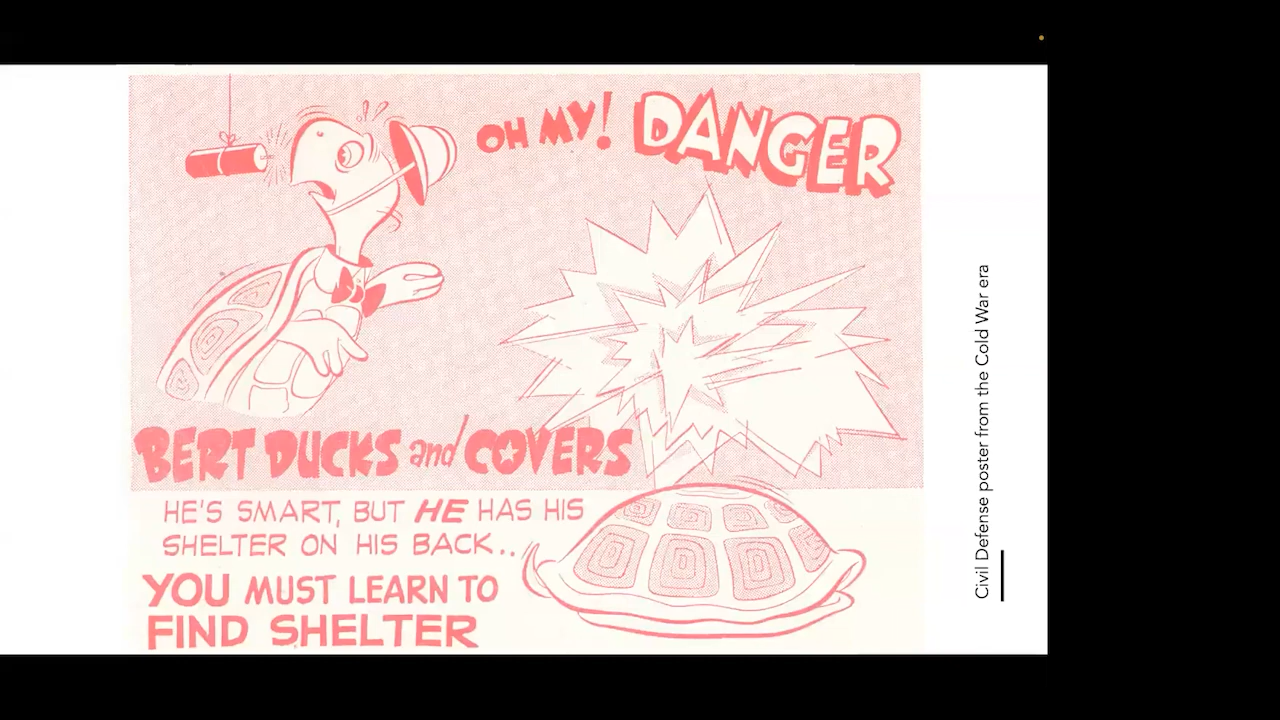 OH MY! DANGER
BERT DUCKS and COVERS
HE'S SMART, BUT HE HAS HIS
SHELTER ON HIS BACK..
YOU MUST LEARN TO
FIND SHELTER
Civil Defense poster from the Cold War era